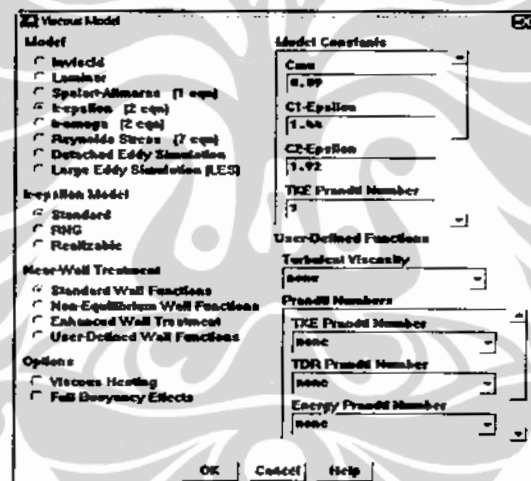 Viscous Model
Model
Inviscid
Laminar
Spalart-Allmaras (1 eqn)
k-epsilon (2 eqn)
k-omega (2 eqn)
Reynolds Stress (7 eqn)
Detached Eddy Simulation
Large Eddy Simulation (LES)
k-epsilon Model
Standard
RNG
Realizable
Near-Wall Treatment
Standard Wall Functions
Non-Equilibrium Wall Functions
Enhanced Wall Treatment
User-Defined Wall Functions
Options
Viscous Heating
Full Buoyancy Effects
Model Constants
Cmu
0.09
C1-Epsilon
1.44
C2-Epsilon
1.92
TKE Prandtl Number
User-Defined Functions
Turbulent Viscosity
none
Prandtl Numbers
TKE Prandtl Number
none
TDR Prandtl Number
none
Energy Prandtl Number
none
OK Cancel Help